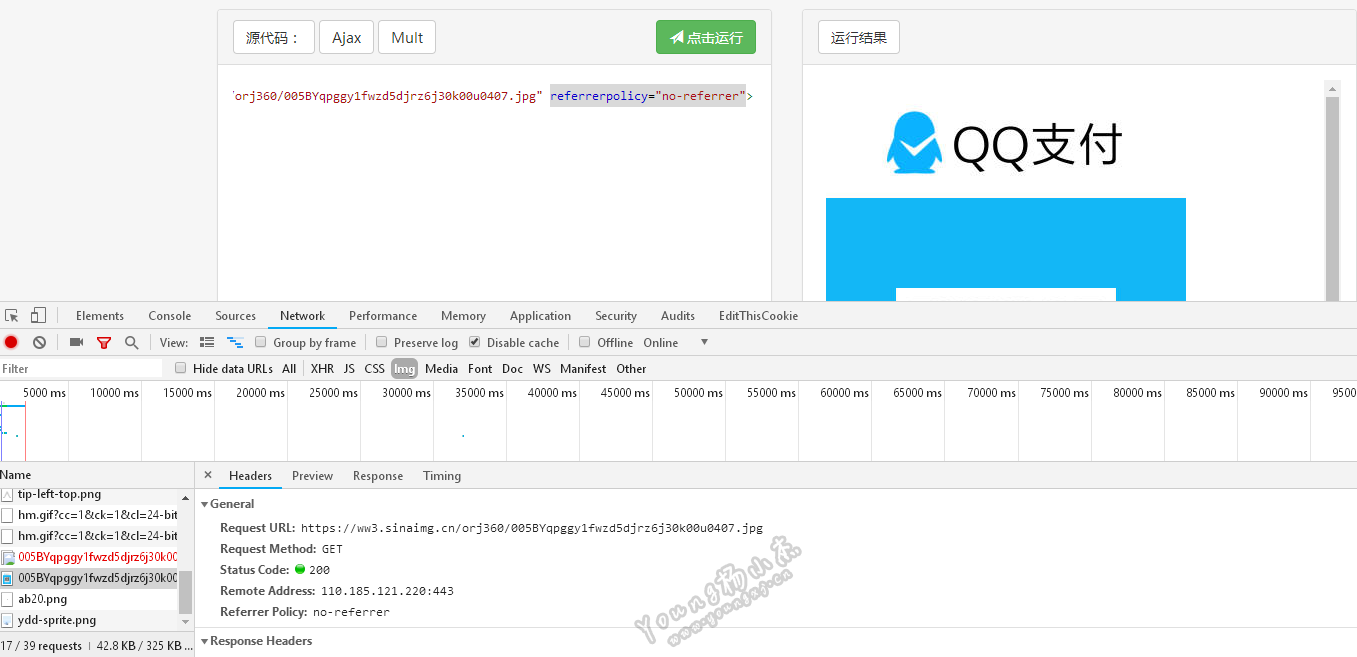 源代码： Ajax Mult 点击运行 运行结果
'orj360/005BYqpggy1fwzd5djrz6j30k00u0407.jpg" referrerpolicy="no-referrer">
QQ支付
Elements Console Sources Network Performance Memory Application Security Audits EditThisCookie
View: Group by frame Preserve log Disable cache Offline Online
Filter Hide data URLs All XHR JS CSS Img Media Font Doc WS Manifest Other
5000 ms 10000 ms 15000 ms 20000 ms 25000 ms 30000 ms 35000 ms 40000 ms 45000 ms 50000 ms 55000 ms 60000 ms 65000 ms 70000 ms 75000 ms 80000 ms 85000 ms 90000 ms 9500
Name
tip-left-top.png
hm.gif?cc=1&ck=1&cl=24-bit
hm.gif?cc=1&ck=1&cl=24-bit
005BYqpggy1fwzd5djrz6j30k00
005BYqpggy1fwzd5djrz6j30k00
ab20.png
ydd-sprite.png
17 / 39 requests | 42.8 KB / 325 KB ...
× Headers Preview Response Timing
General
Request URL: https://ww3.sinaimg.cn/orj360/005BYqpggy1fwzd5djrz6j30k00u0407.jpg
Request Method: GET
Status Code: 200
Remote Address: 110.185.121.220:443
Referrer Policy: no-referrer
Response Headers
Young杨小杰
www.youngxj.cn